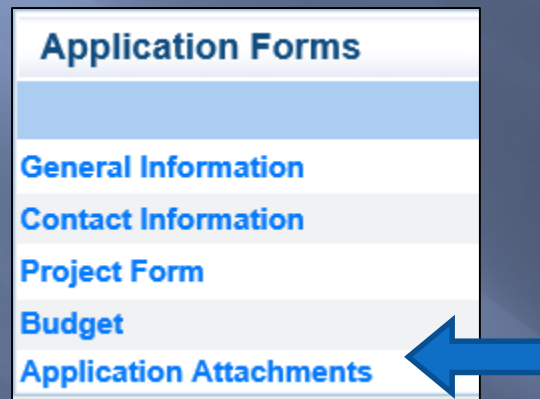 Application Forms
General Information
Contact Information
Project Form
Budget
Application Attachments